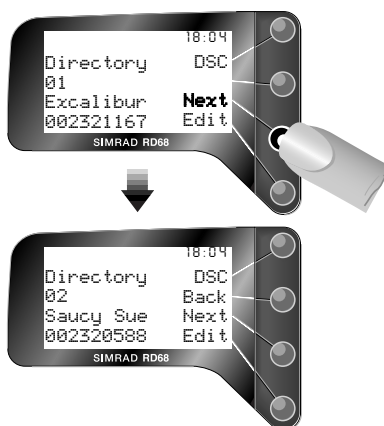 18:04
Directory DSC
01
Excalibur Next
002321167 Edit
SIMRAD RD68
18:04
Directory DSC
02 Back
Saucy Sue Next
002320588 Edit
SIMRAD RD68